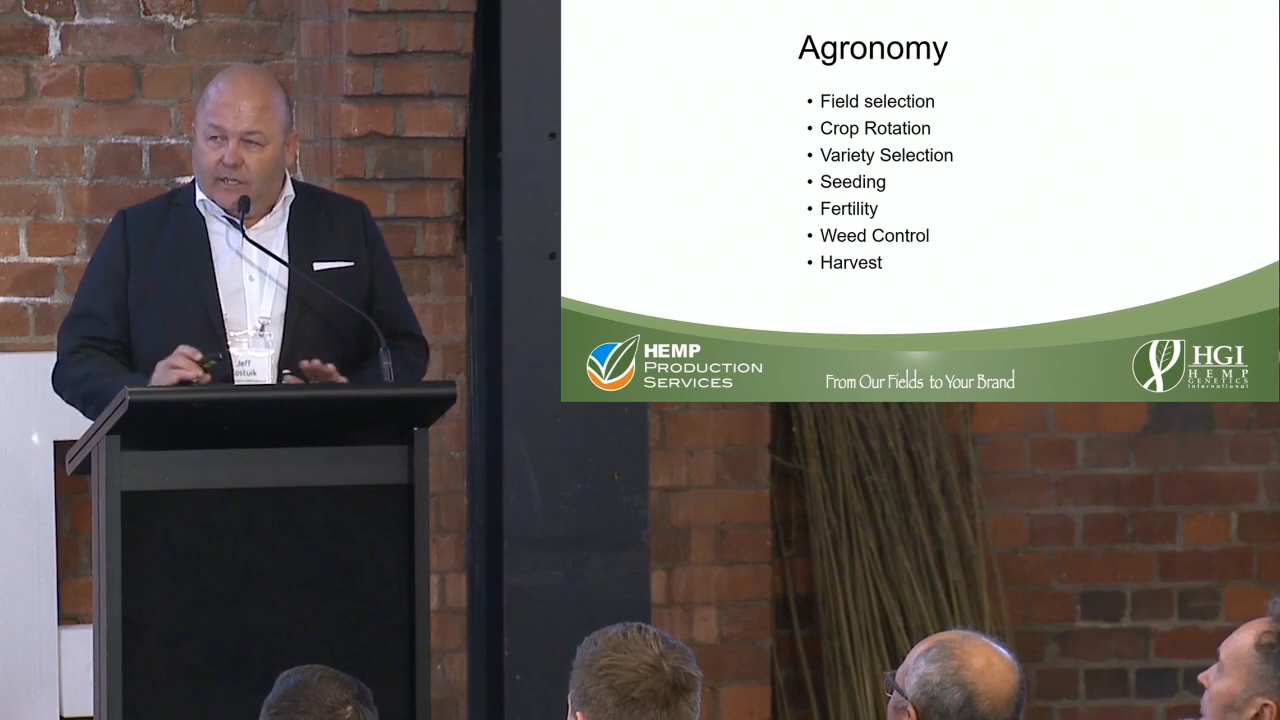 Agronomy
• Field selection
• Crop Rotation
• Variety Selection
• Seeding
• Fertility
• Weed Control
• Harvest
HEMP
PRODUCTION
SERVICES
From Our Fields to Your Brand
HGI
HEMP
GENETICS
International
Jeff